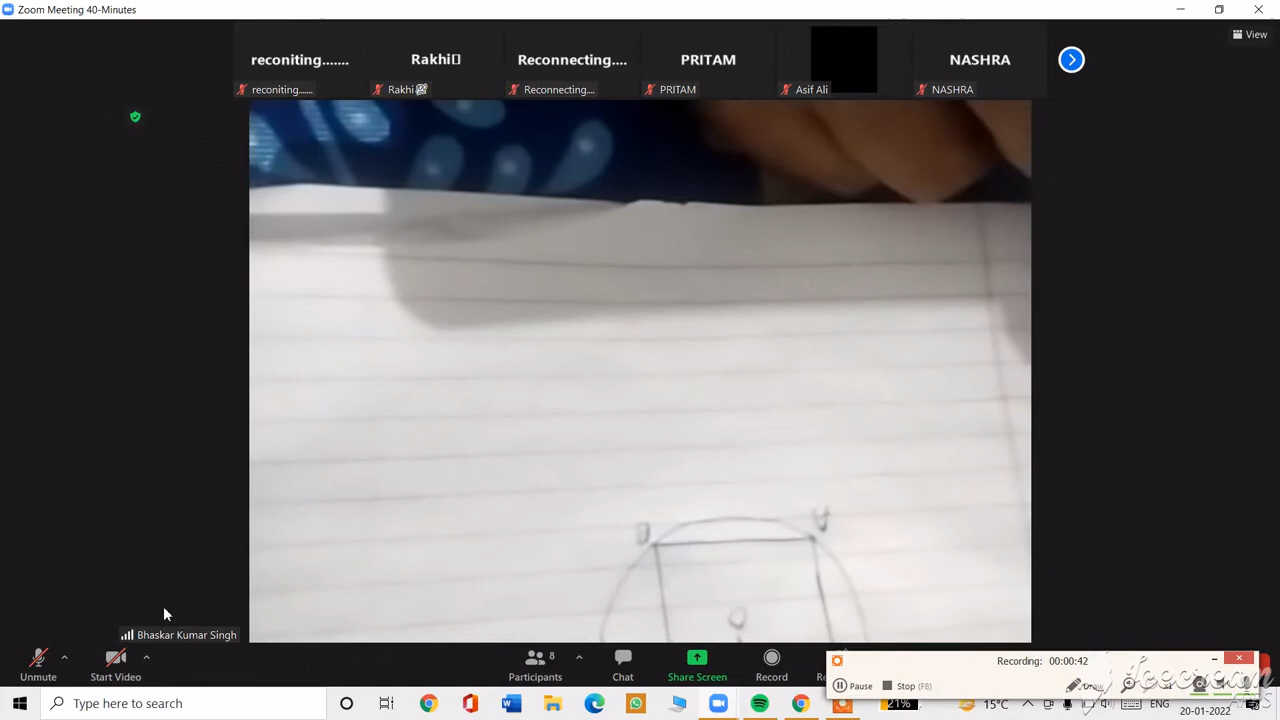 Zoom Meeting 40-Minutes
View
reconiting....... Rakhi Reconnecting.... PRITAM NASHRA
reconiting....... Rakhi Reconnecting.... PRITAM Asif Ali NASHRA
Bhaskar Kumar Singh
Unmute Start Video 8 Participants Chat Share Screen Record
Recording: 00:00:42
Pause Stop (F8)
Type here to search
21% 15°C ENG
20-01-2022